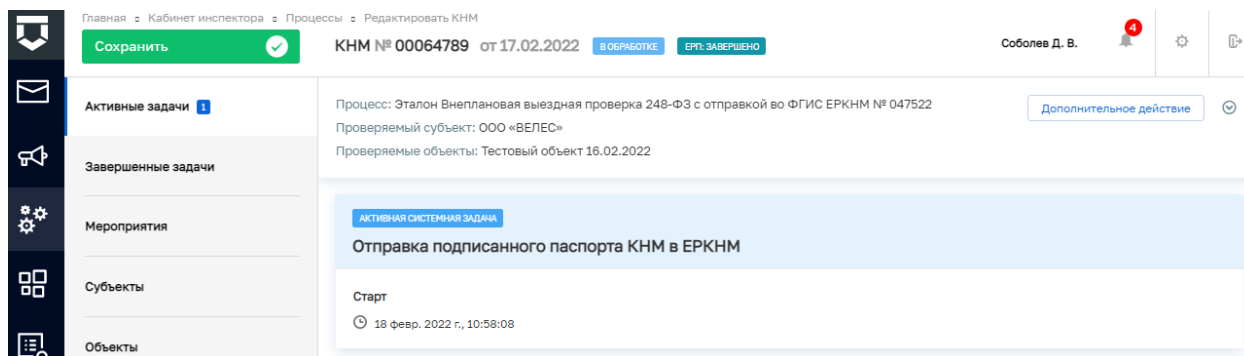 Главная ▫ Кабинет инспектора ▫ Процессы ▫ Редактировать КНМ
Сохранить
КНМ № 00064789 от 17.02.2022 В ОБРАБОТКЕ ЕРП: ЗАВЕРШЕНО
Соболев Д. В.
4
Активные задачи 1
Завершенные задачи
Мероприятия
Субъекты
Объекты
Процесс: Эталон Внеплановая выездная проверка 248-ФЗ с отправкой во ФГИС ЕРКНМ № 047522
Дополнительное действие
Проверяемый субъект: ООО «ВЕЛЕС»
Проверяемые объекты: Тестовый объект 16.02.2022
АКТИВНАЯ СИСТЕМНАЯ ЗАДАЧА
Отправка подписанного паспорта КНМ в ЕРКНМ
Старт
18 февр. 2022 г., 10:58:08